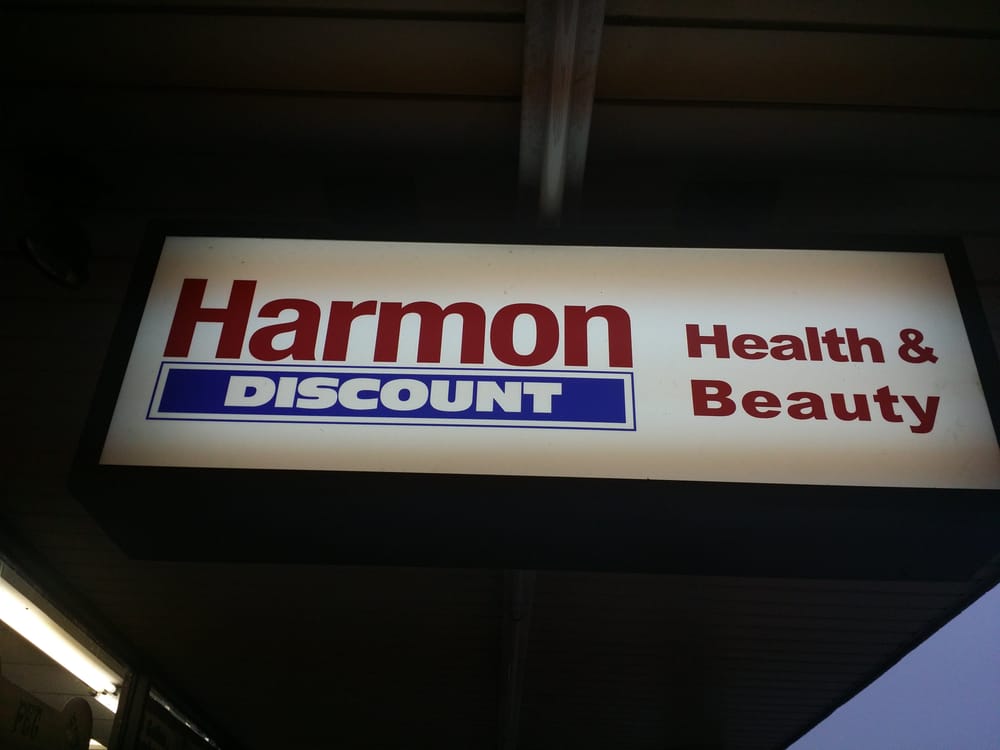 Harmon
DISCOUNT
Health &
Beauty